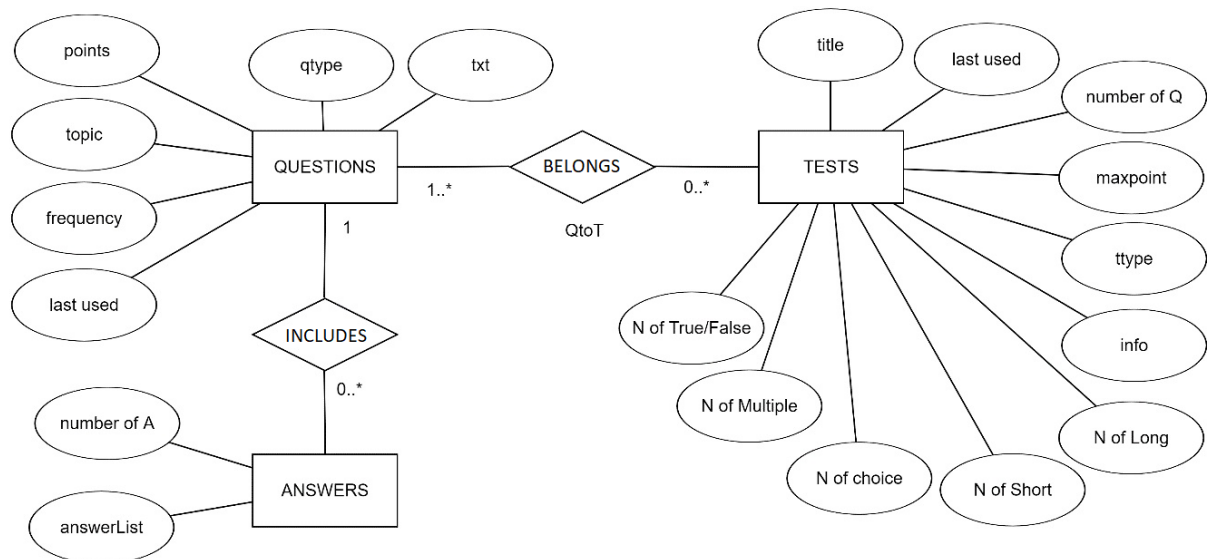 points
qtype
txt
title
last used
number of Q
topic
QUESTIONS
BELONGS
TESTS
maxpoint
1..*
0..*
frequency
1
QtoT
ttype
last used
INCLUDES
N of True/False
info
0..*
number of A
N of Multiple
N of Long
N of choice
N of Short
ANSWERS
answerList